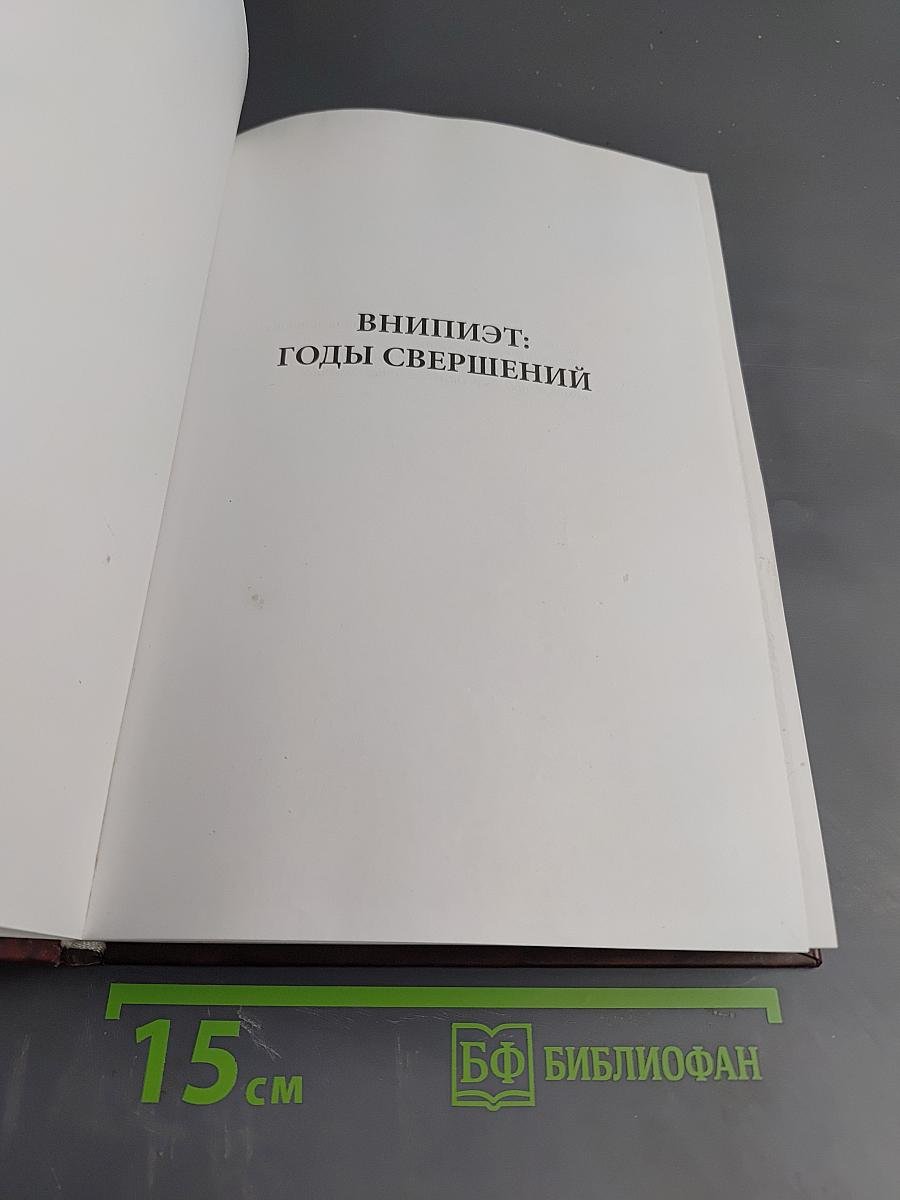 ВНИПИЭТ:
ГОДЫ СВЕРШЕНИЙ
15 см
БФ БИБЛИОФАН